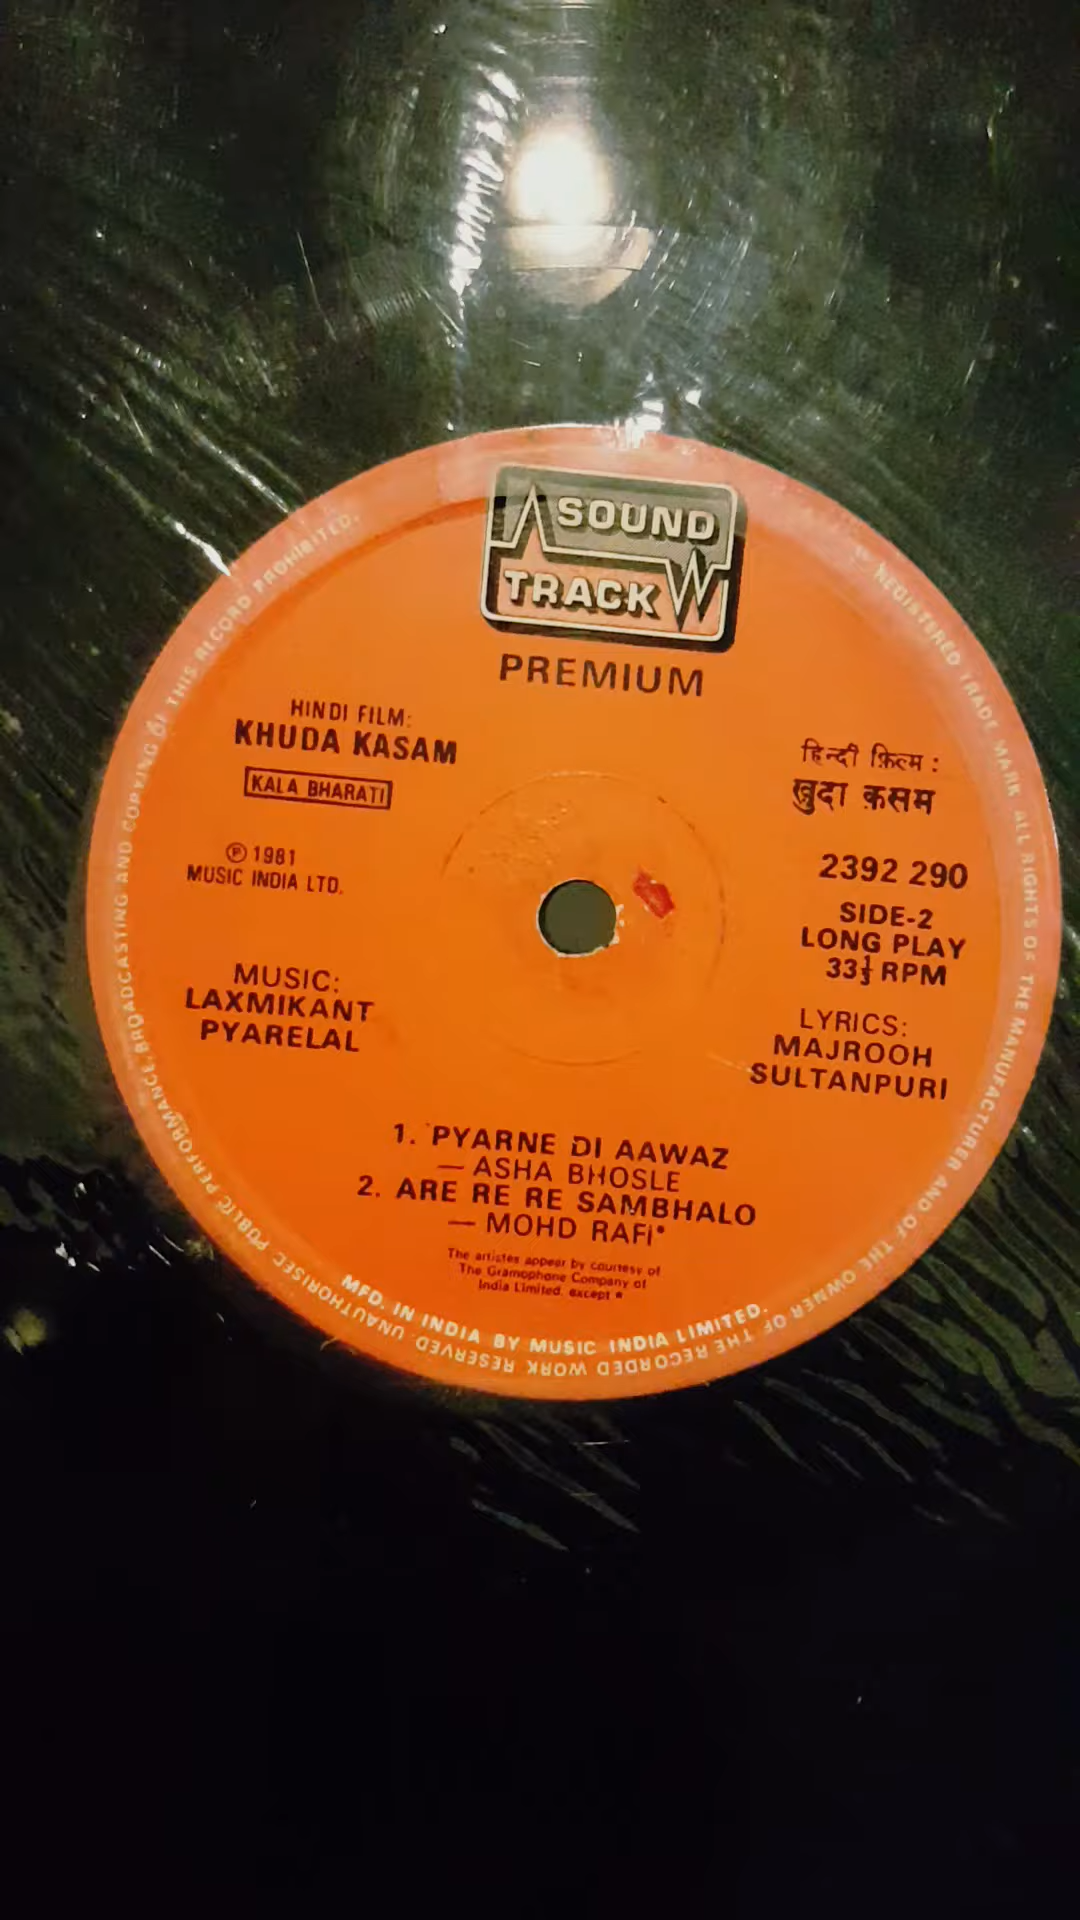 SOUND
TRACK
PREMIUM
HINDI FILM:
KHUDA KASAM
KALA BHARATI
Ⓟ 1981
MUSIC INDIA LTD.
MUSIC:
LAXMIKANT
PYARELAL
हिन्दी फ़िल्म :
ख़ुदा क़सम
2392 290
SIDE-2
LONG PLAY
33⅓ RPM
LYRICS:
MAJROOH
SULTANPURI
1. PYARNE DI AAWAZ
— ASHA BHOSLE
2. ARE RE RE SAMBHALO
— MOHD RAFI*
The artistes appear by courtesy of
The Gramophone Company of
India Limited. except *
MFD. IN INDIA BY MUSIC INDIA LIMITED.
REGISTERED TRADE MARK ALL RIGHTS OF THE MANUFACTURER AND OF THE OWNER OF THE RECORDED WORK RESERVED. UNAUTHORISED PUBLIC PERFORMANCE, BROADCASTING AND COPYING OF THIS RECORD PROHIBITED.